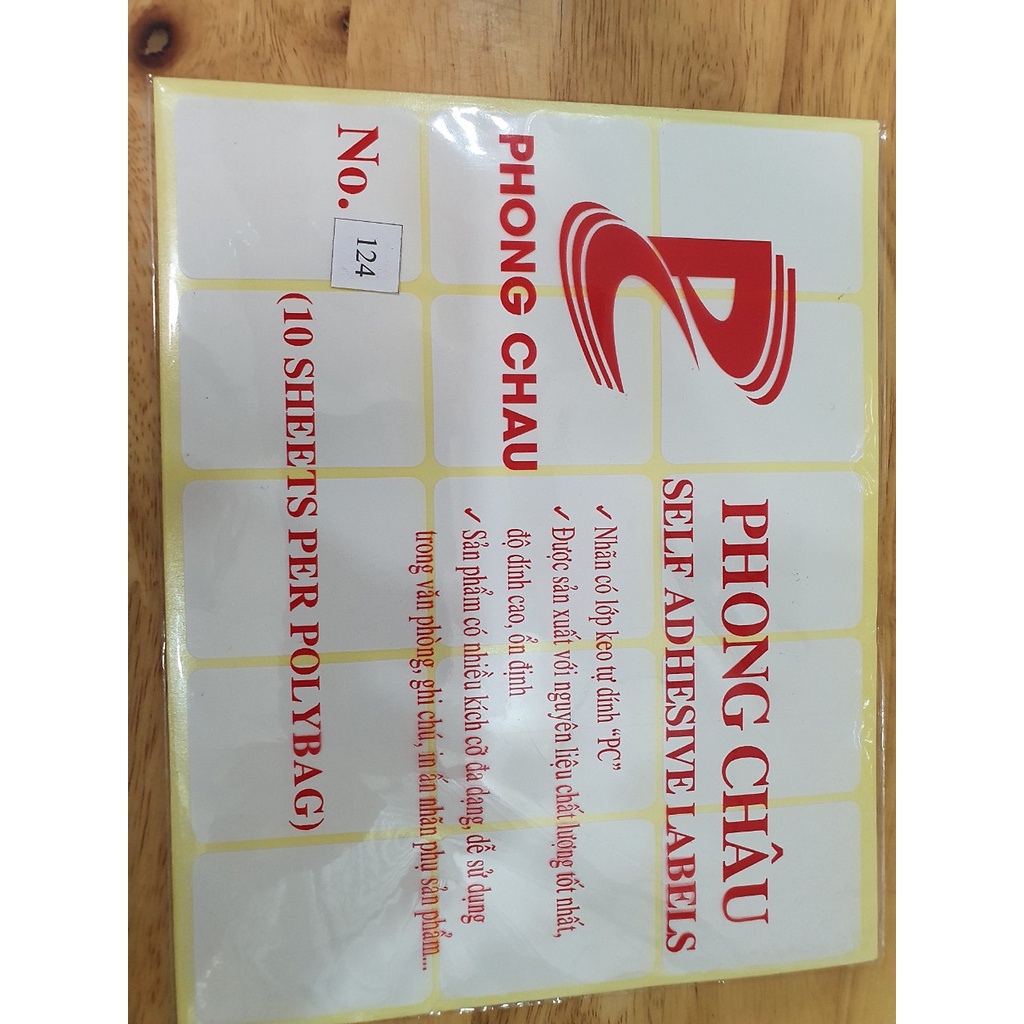 PHONG CHAU
PHONG CHÂU
SELF ADHESIVE LABELS
✓ Nhãn có lớp keo tự dính “PC”
✓ Được sản xuất với nguyên liệu chất lượng tốt nhất,
độ dính cao, ổn định
✓ Sản phẩm có nhiều kích cỡ đa dạng, dễ sử dụng
trong văn phòng, ghi chú, in ấn nhãn phụ sản phẩm...
No. 124
(10 SHEETS PER POLYBAG)